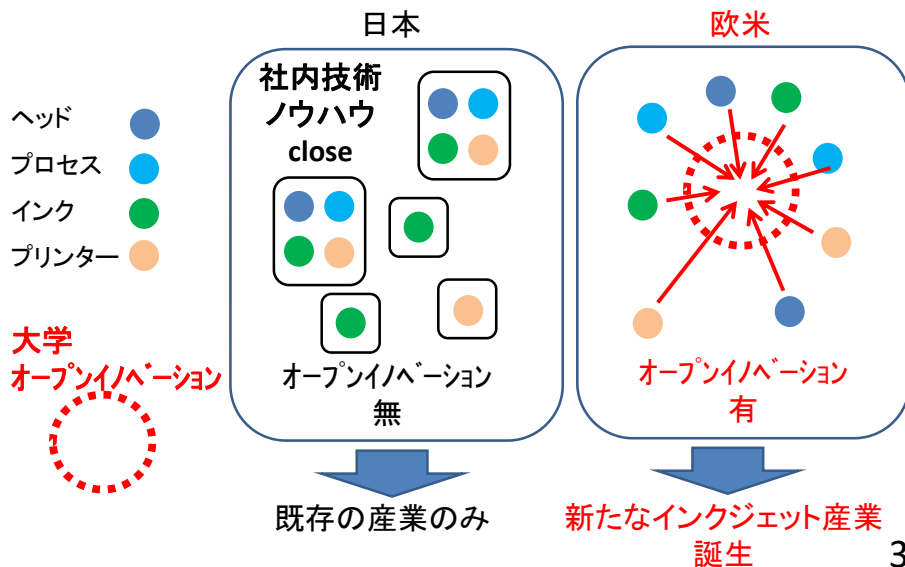 日本
欧米
ヘッド
プロセス
インク
プリンター
大学
オープンイノベーション
社内技術
ノウハウ
close
オープンイノベーション
無
オープンイノベーション
有
既存の産業のみ
新たなインクジェット産業
誕生
3